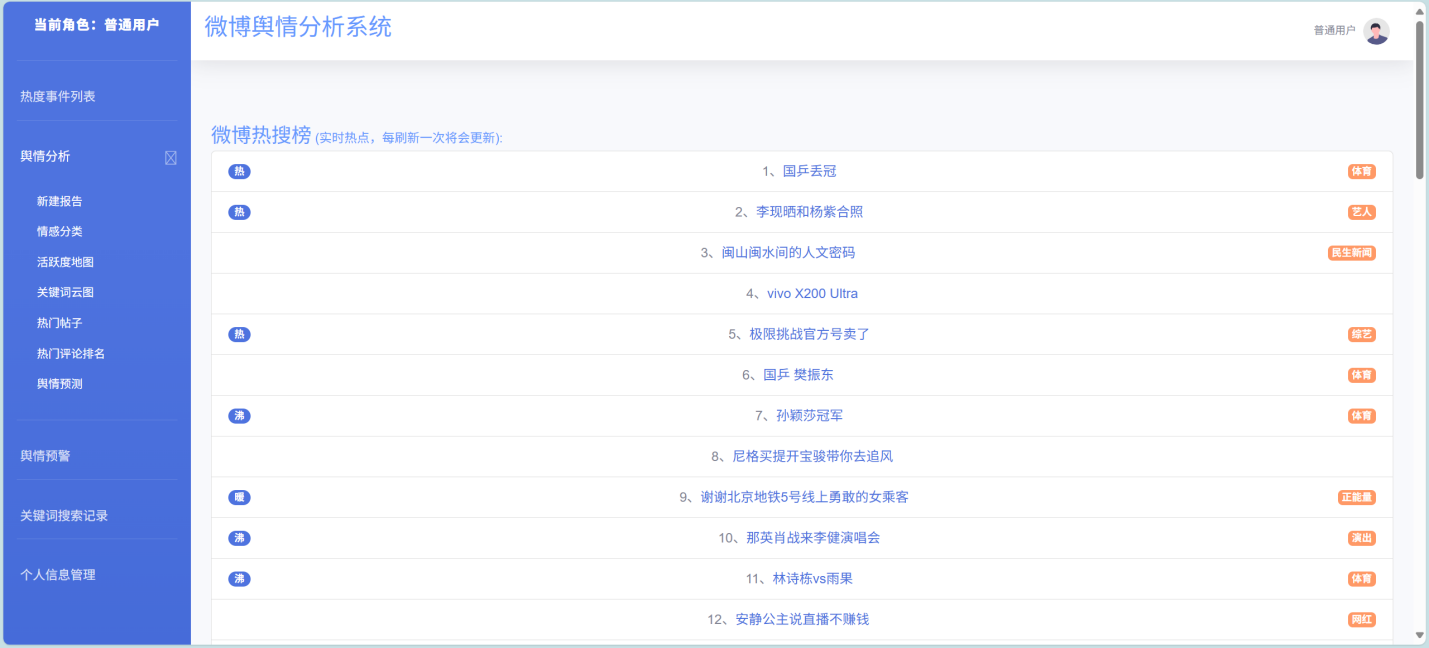 当前角色：普通用户
热度事件列表
舆情分析
新建报告
情感分类
活跃度地图
关键词云图
热门帖子
热门评论排名
舆情预测
舆情预警
关键词搜索记录
个人信息管理
微博舆情分析系统
普通用户
微博热搜榜 (实时热点，每刷新一次将会更新):
热 1、国乒丢冠 体育
热 2、李现晒和杨紫合照 艺人
3、闽山闽水间的人文密码 民生新闻
4、vivo X200 Ultra
热 5、极限挑战官方号卖了 综艺
6、国乒 樊振东 体育
沸 7、孙颖莎冠军 体育
8、尼格买提开宝骏带你去追风
暖 9、谢谢北京地铁5号线上勇敢的女乘客 正能量
沸 10、那英肖战来李健演唱会 演出
沸 11、林诗栋vs雨果 体育
12、安静公主说直播不赚钱 网红